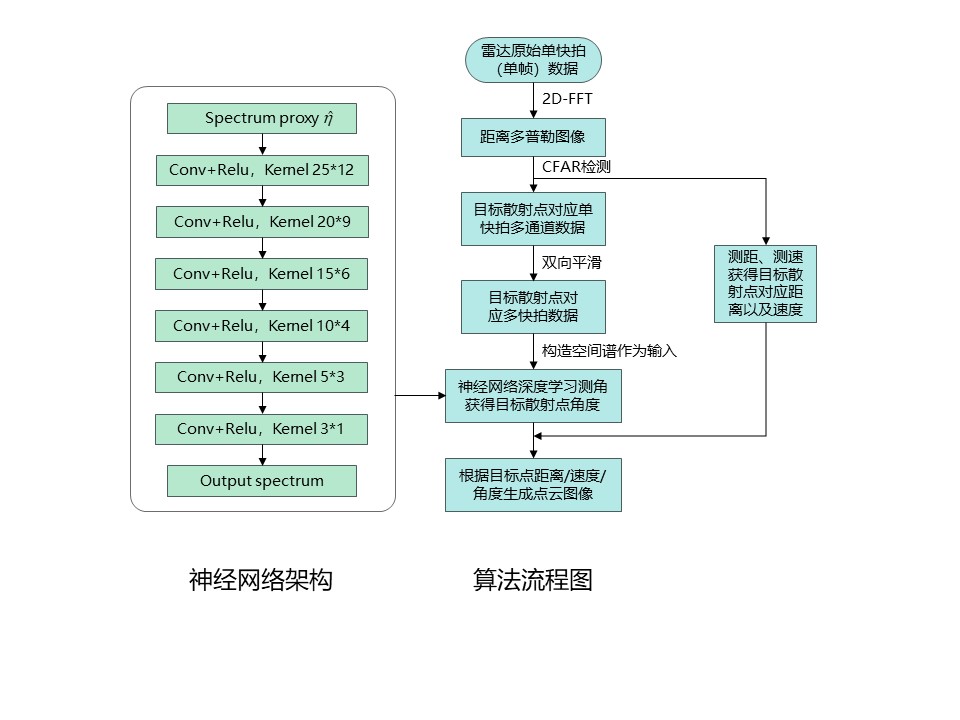 Spectrum proxy η̂
Conv+Relu，Kernel 25*12
Conv+Relu，Kernel 20*9
Conv+Relu，Kernel 15*6
Conv+Relu，Kernel 10*4
Conv+Relu，Kernel 5*3
Conv+Relu，Kernel 3*1
Output spectrum
神经网络架构
雷达原始单快拍
（单帧）数据
2D-FFT
距离多普勒图像
CFAR检测
目标散射点对应单
快拍多通道数据
双向平滑
目标散射点对
应多快拍数据
构造空间谱作为输入
神经网络深度学习测角
获得目标散射点角度
测距、测速
获得目标散
射点对应距
离以及速度
根据目标点距离/速度/
角度生成点云图像
算法流程图